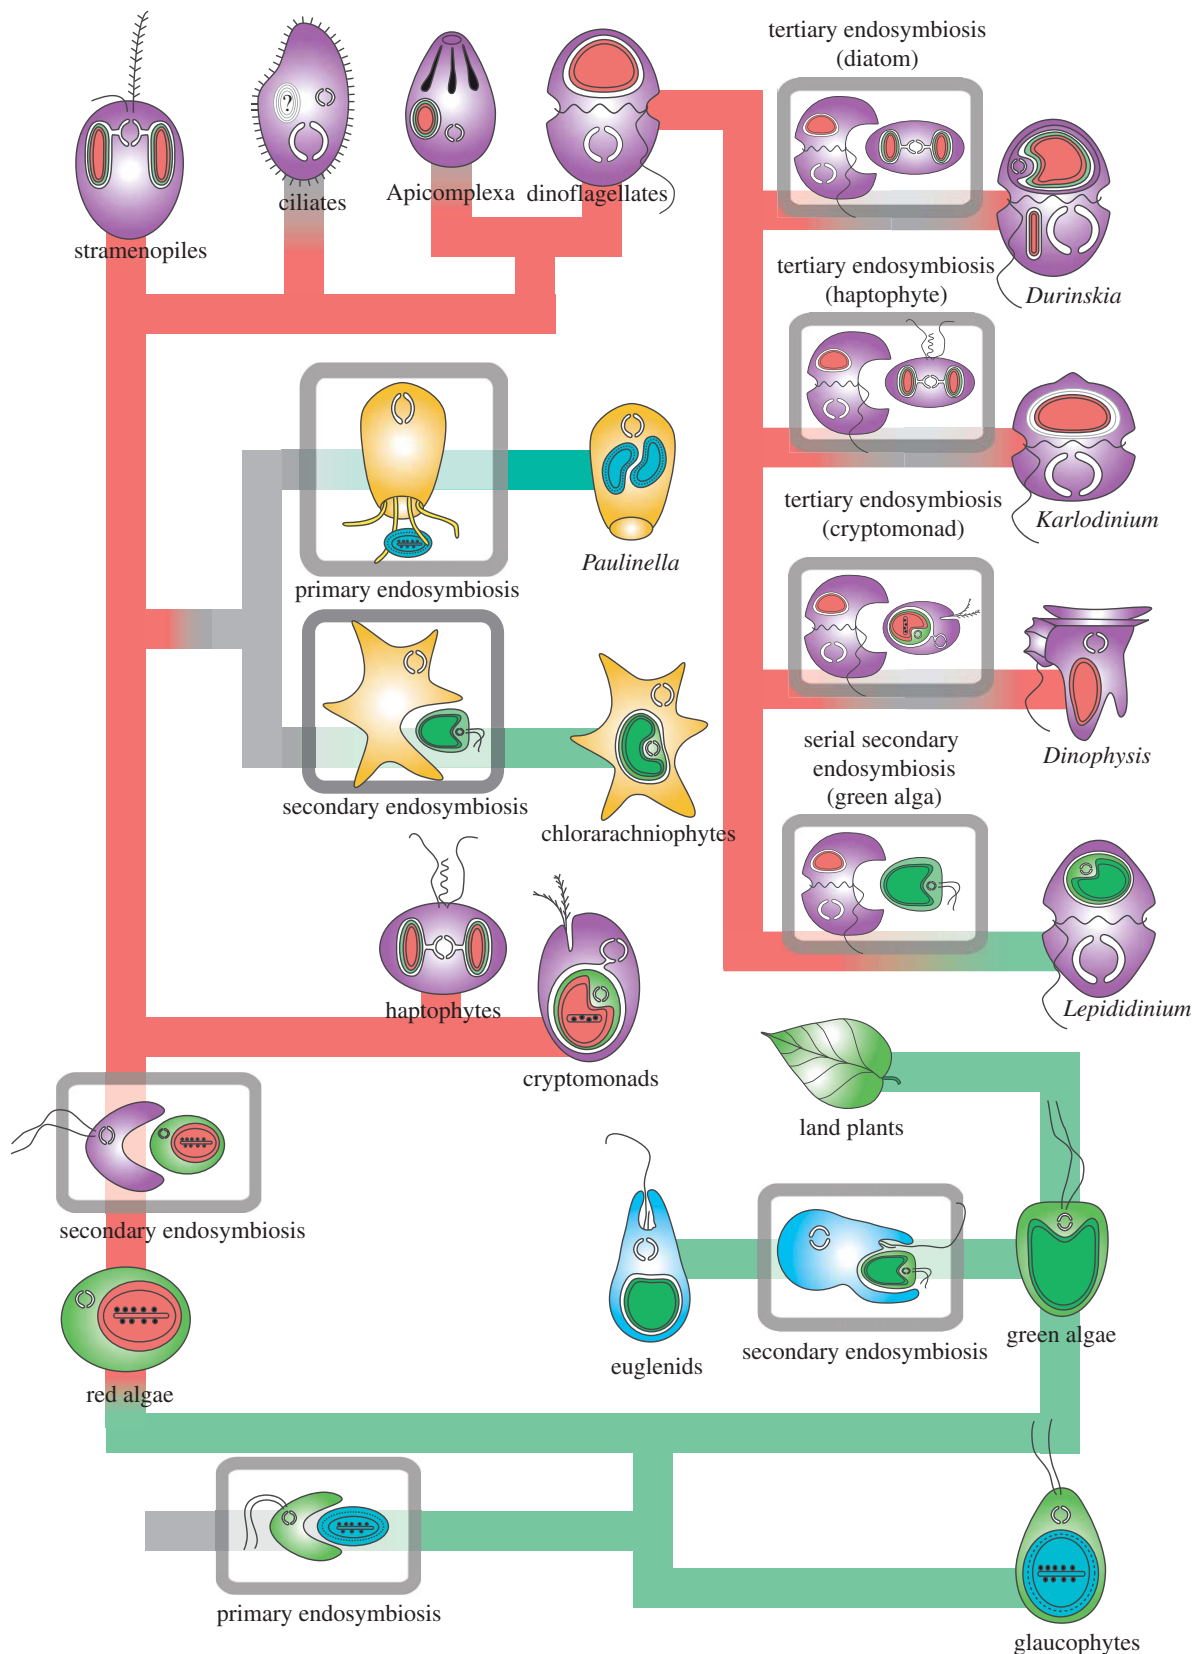 tertiary endosymbiosis
(diatom)
?
ciliates
Apicomplexa
dinoflagellates
stramenopiles
tertiary endosymbiosis
(haptophyte)
Durinskia
tertiary endosymbiosis
(cryptomonad)
Karlodinium
Paulinella
primary endosymbiosis
serial secondary
endosymbiosis
(green alga)
Dinophysis
secondary endosymbiosis
chlorarachniophytes
haptophytes
Lepididinium
cryptomonads
land plants
secondary endosymbiosis
green algae
secondary endosymbiosis
euglenids
red algae
primary endosymbiosis
glaucophytes